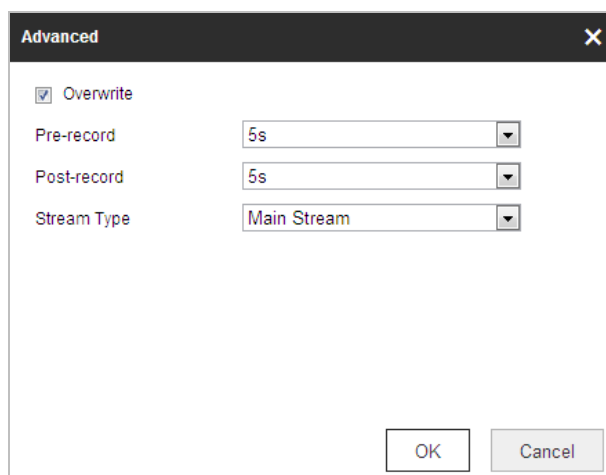 Advanced
Overwrite
Pre-record 5s
Post-record 5s
Stream Type Main Stream
OK Cancel